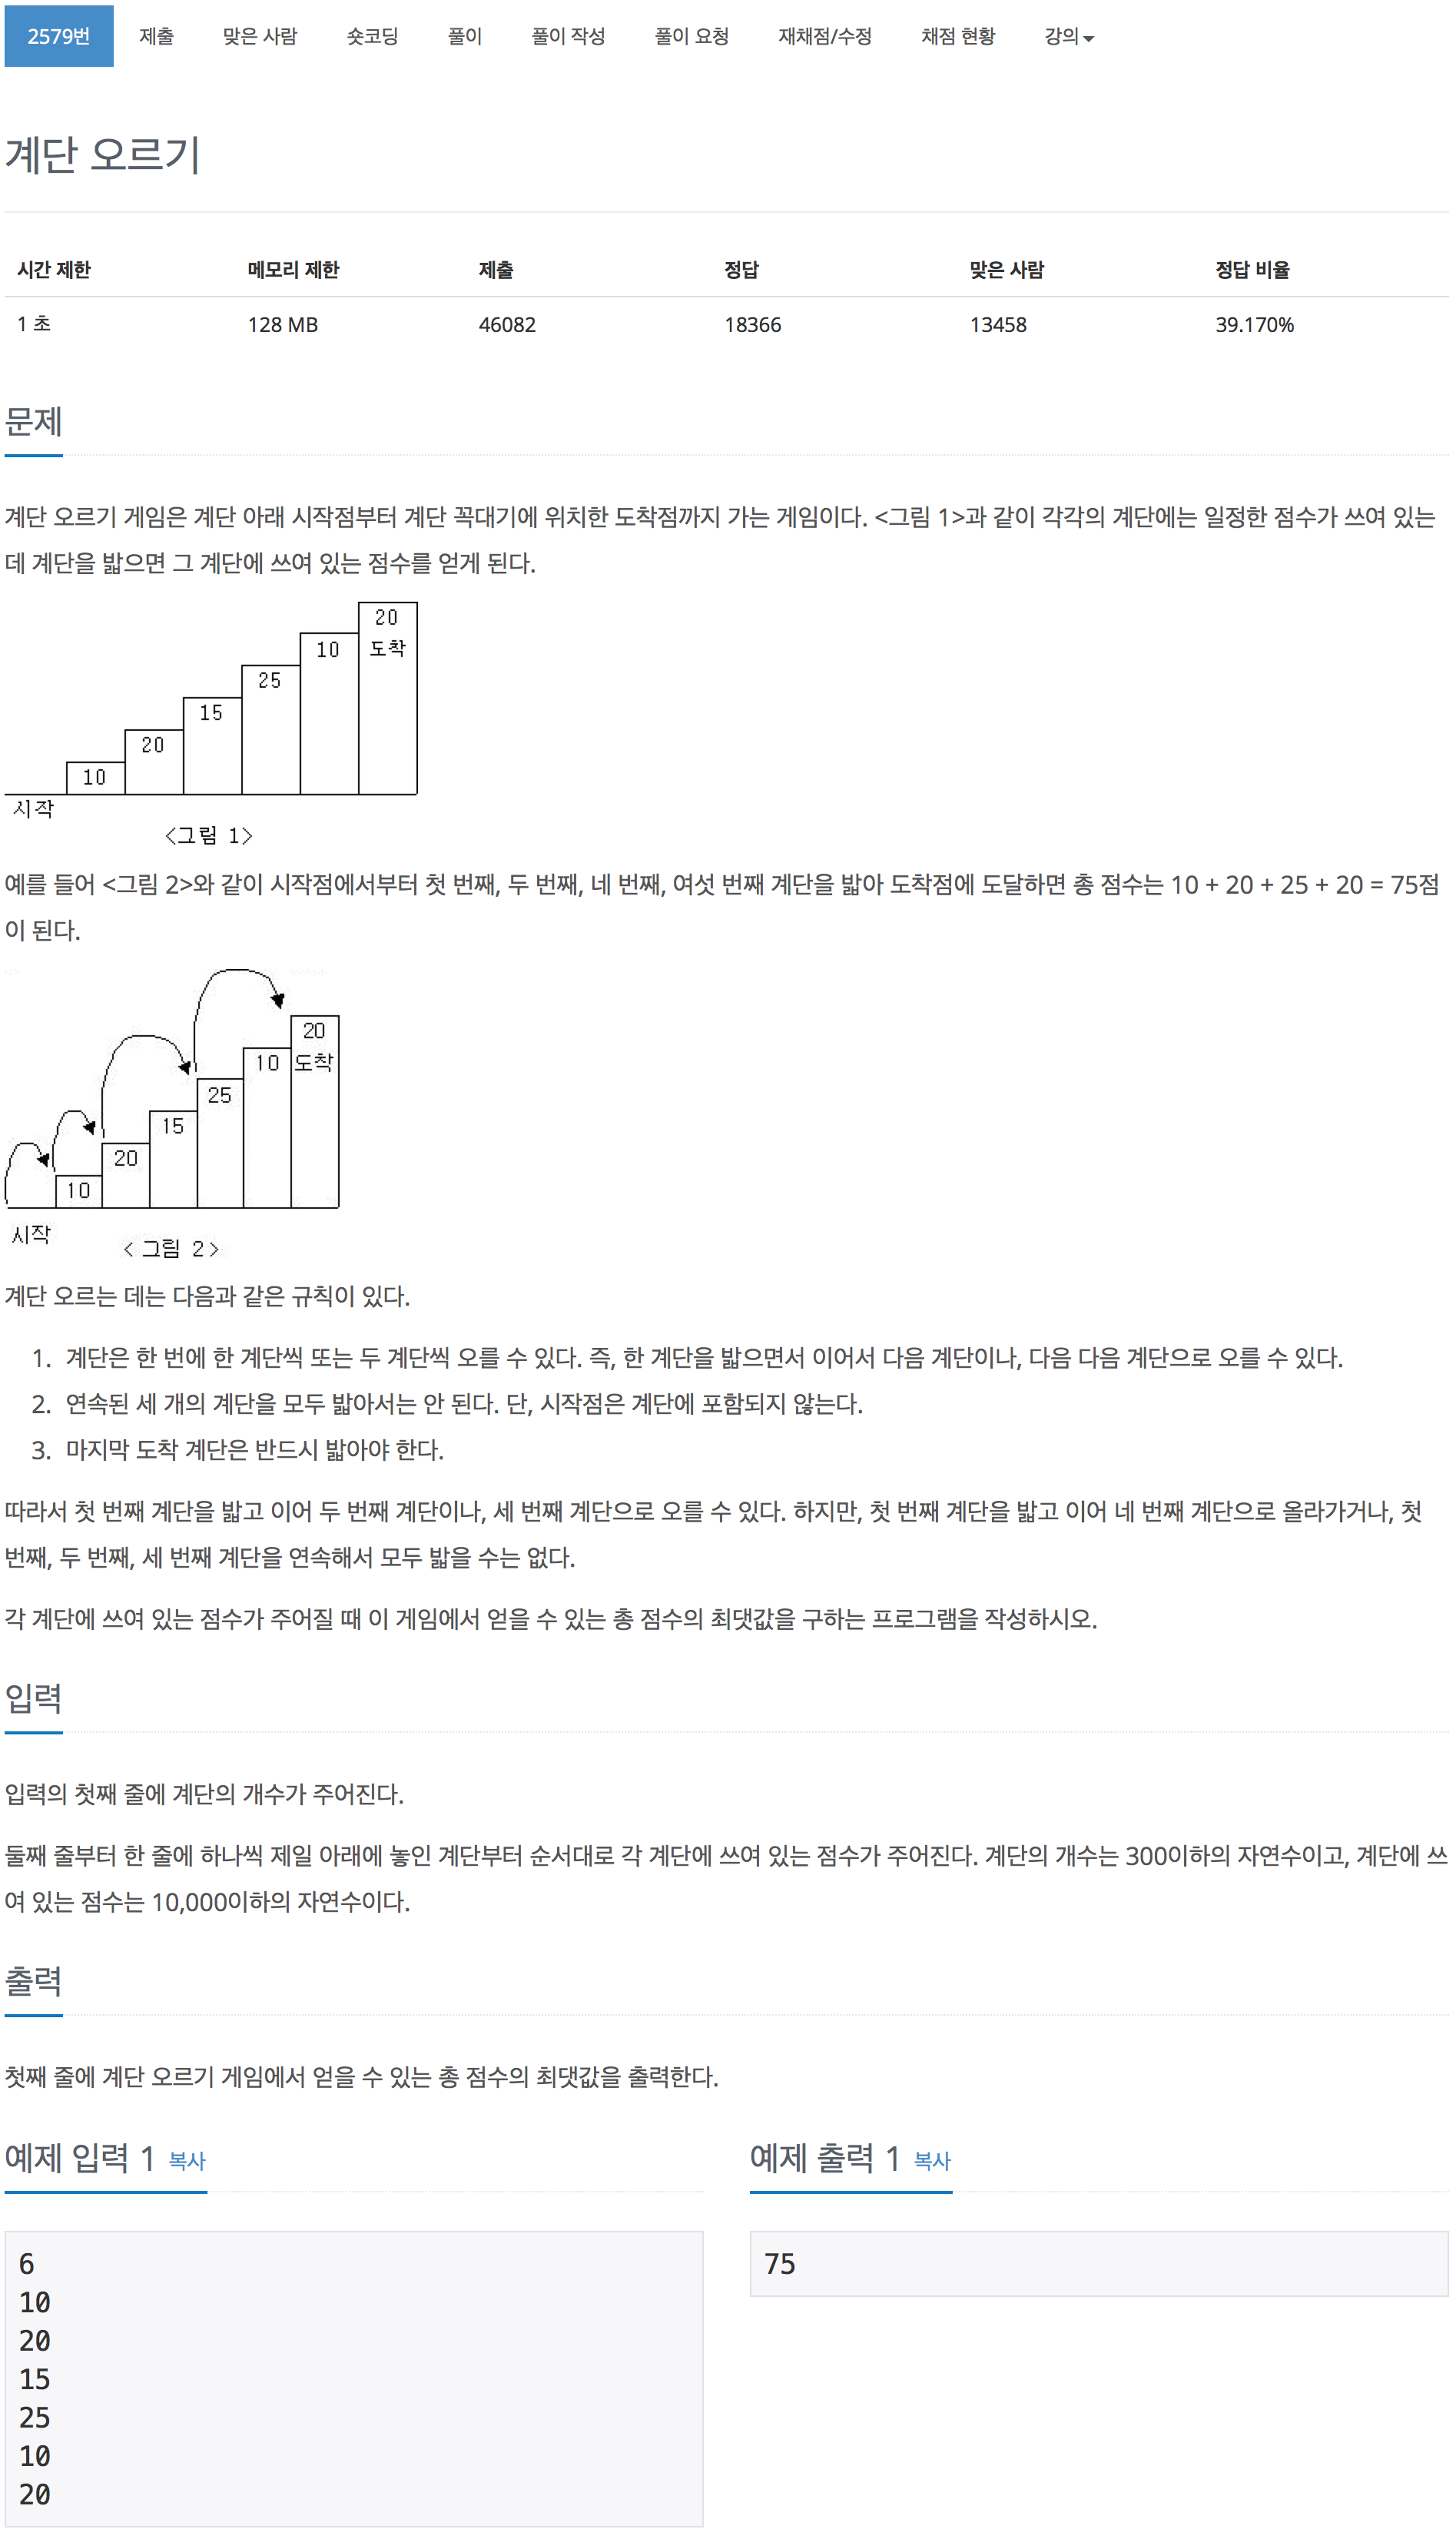 2579번 제출 맞은 사람 숏코딩 풀이 풀이 작성 풀이 요청 재채점/수정 채점 현황 강의
계단 오르기
시간 제한 메모리 제한 제출 정답 맞은 사람 정답 비율
1 초 128 MB 46082 18366 13458 39.170%
문제
계단 오르기 게임은 계단 아래 시작점부터 계단 꼭대기에 위치한 도착점까지 가는 게임이다. <그림 1>과 같이 각각의 계단에는 일정한 점수가 쓰여 있는
데 계단을 밟으면 그 계단에 쓰여 있는 점수를 얻게 된다.
20
10 도착
25
15
20
10
시작
<그림 1>
예를 들어 <그림 2>와 같이 시작점에서부터 첫 번째, 두 번째, 네 번째, 여섯 번째 계단을 밟아 도착점에 도달하면 총 점수는 10 + 20 + 25 + 20 = 75점
이 된다.
20
10 도착
25
15
20
10
시작
< 그림 2 >
계단 오르는 데는 다음과 같은 규칙이 있다.
1. 계단은 한 번에 한 계단씩 또는 두 계단씩 오를 수 있다. 즉, 한 계단을 밟으면서 이어서 다음 계단이나, 다음 다음 계단으로 오를 수 있다.
2. 연속된 세 개의 계단을 모두 밟아서는 안 된다. 단, 시작점은 계단에 포함되지 않는다.
3. 마지막 도착 계단은 반드시 밟아야 한다.
따라서 첫 번째 계단을 밟고 이어 두 번째 계단이나, 세 번째 계단으로 오를 수 있다. 하지만, 첫 번째 계단을 밟고 이어 네 번째 계단으로 올라가거나, 첫
번째, 두 번째, 세 번째 계단을 연속해서 모두 밟을 수는 없다.
각 계단에 쓰여 있는 점수가 주어질 때 이 게임에서 얻을 수 있는 총 점수의 최댓값을 구하는 프로그램을 작성하시오.
입력
입력의 첫째 줄에 계단의 개수가 주어진다.
둘째 줄부터 한 줄에 하나씩 제일 아래에 놓인 계단부터 순서대로 각 계단에 쓰여 있는 점수가 주어진다. 계단의 개수는 300이하의 자연수이고, 계단에 쓰
여 있는 점수는 10,000이하의 자연수이다.
출력
첫째 줄에 계단 오르기 게임에서 얻을 수 있는 총 점수의 최댓값을 출력한다.
예제 입력 1 복사
6
10
20
15
25
10
20
예제 출력 1 복사
75